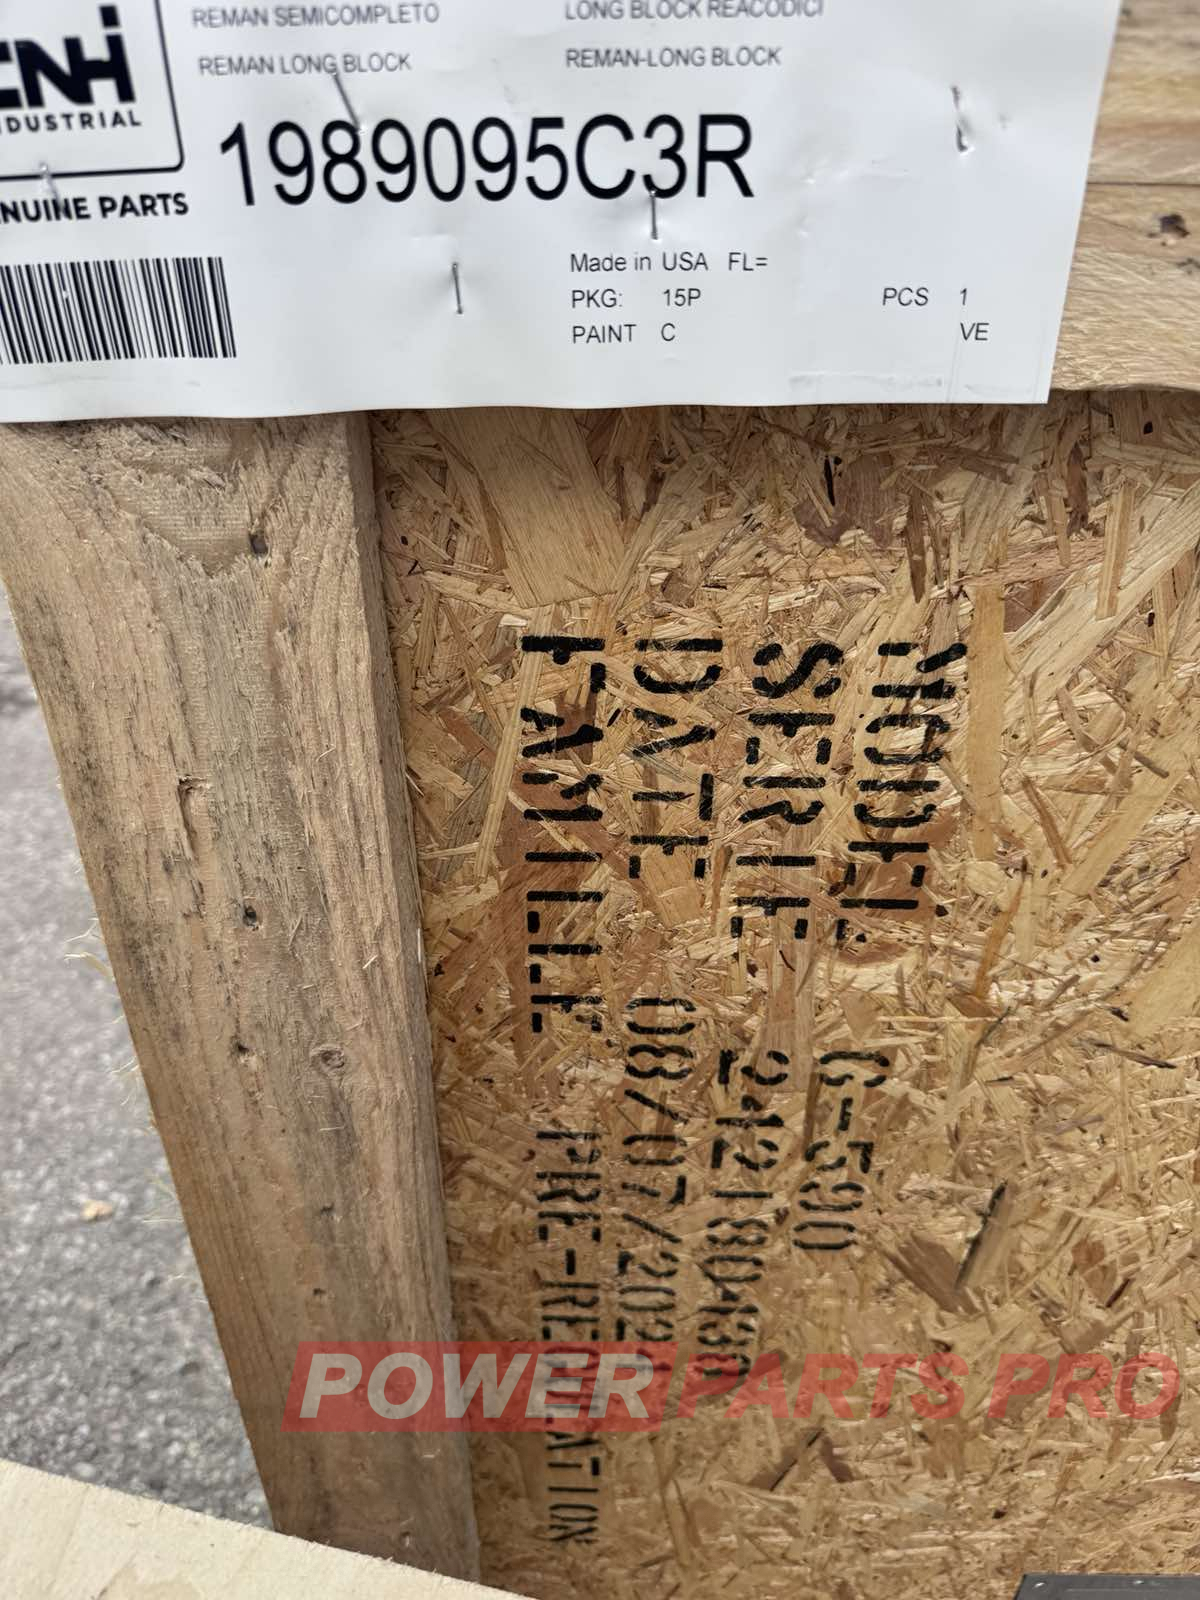 REMAN SEMICOMPLETO
LONG BLOCK REACODICI
REMAN LONG BLOCK
REMAN-LONG BLOCK
CNH
INDUSTRIAL
1989095C3R
GENUINE PARTS
Made in USA FL=
PKG: 15P
PCS 1
PAINT C
VE
MODEL: G-590
SERIE 24218048
DATE 08/07/202
FAMILLE PRE-REGULATION
POWER PARTS PRO